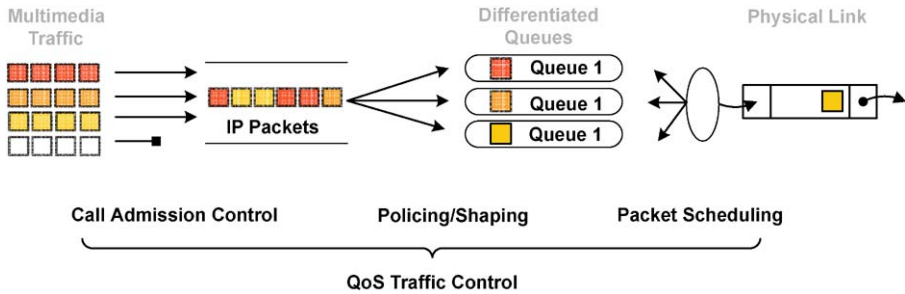 Multimedia
Traffic
Differentiated
Queues
Physical Link
Queue 1
IP Packets
Queue 1
Queue 1
Call Admission Control
Policing/Shaping
Packet Scheduling
QoS Traffic Control